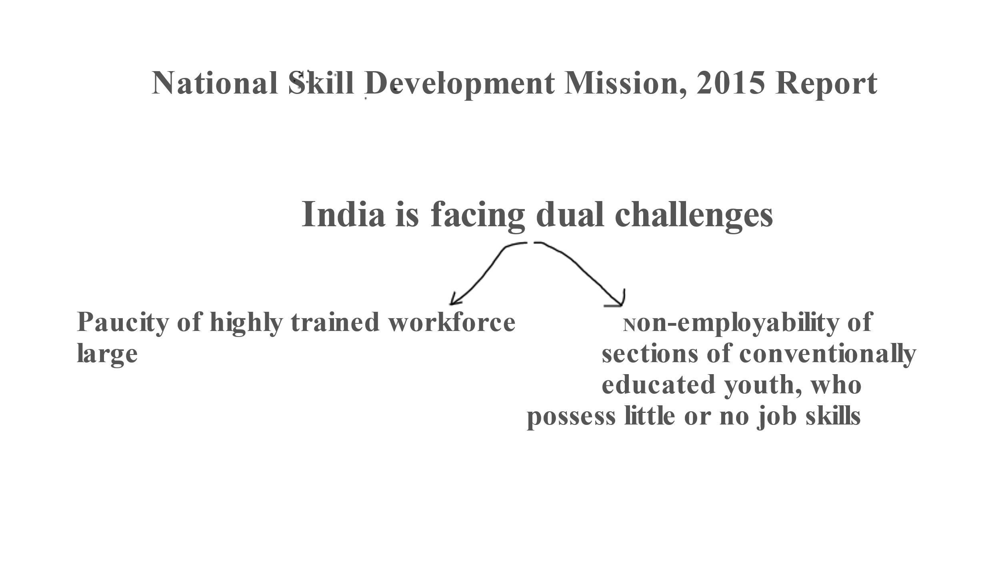 National Skill Development Mission, 2015 Report
India is facing dual challenges
Paucity of highly trained workforce
large
Non-employability of
sections of conventionally
educated youth, who
possess little or no job skills